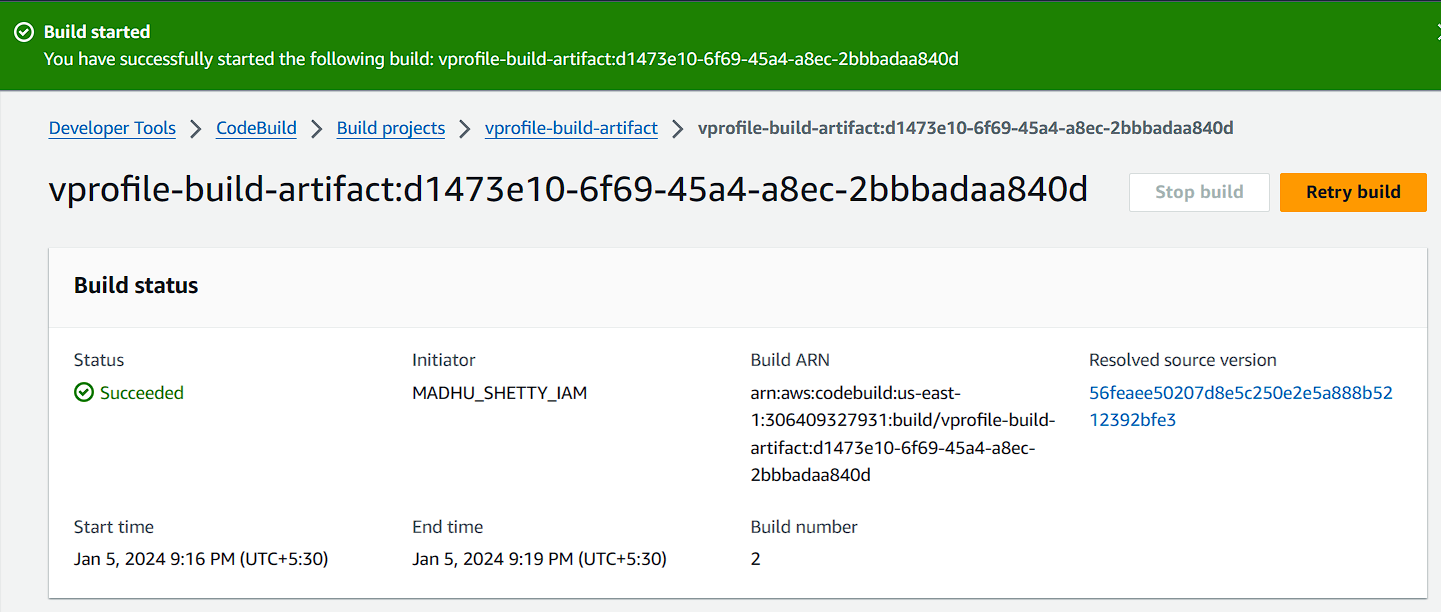 Build started
You have successfully started the following build: vprofile-build-artifact:d1473e10-6f69-45a4-a8ec-2bbbadaa840d
Developer Tools > CodeBuild > Build projects > vprofile-build-artifact > vprofile-build-artifact:d1473e10-6f69-45a4-a8ec-2bbbadaa840d
vprofile-build-artifact:d1473e10-6f69-45a4-a8ec-2bbbadaa840d
Stop build
Retry build
Build status
Status
Succeeded
Initiator
MADHU_SHETTY_IAM
Build ARN
arn:aws:codebuild:us-east-
1:306409327931:build/vprofile-build-
artifact:d1473e10-6f69-45a4-a8ec-
2bbbadaa840d
Resolved source version
56feaee50207d8e5c250e2e5a888b52
12392bfe3
Start time
Jan 5, 2024 9:16 PM (UTC+5:30)
End time
Jan 5, 2024 9:19 PM (UTC+5:30)
Build number
2